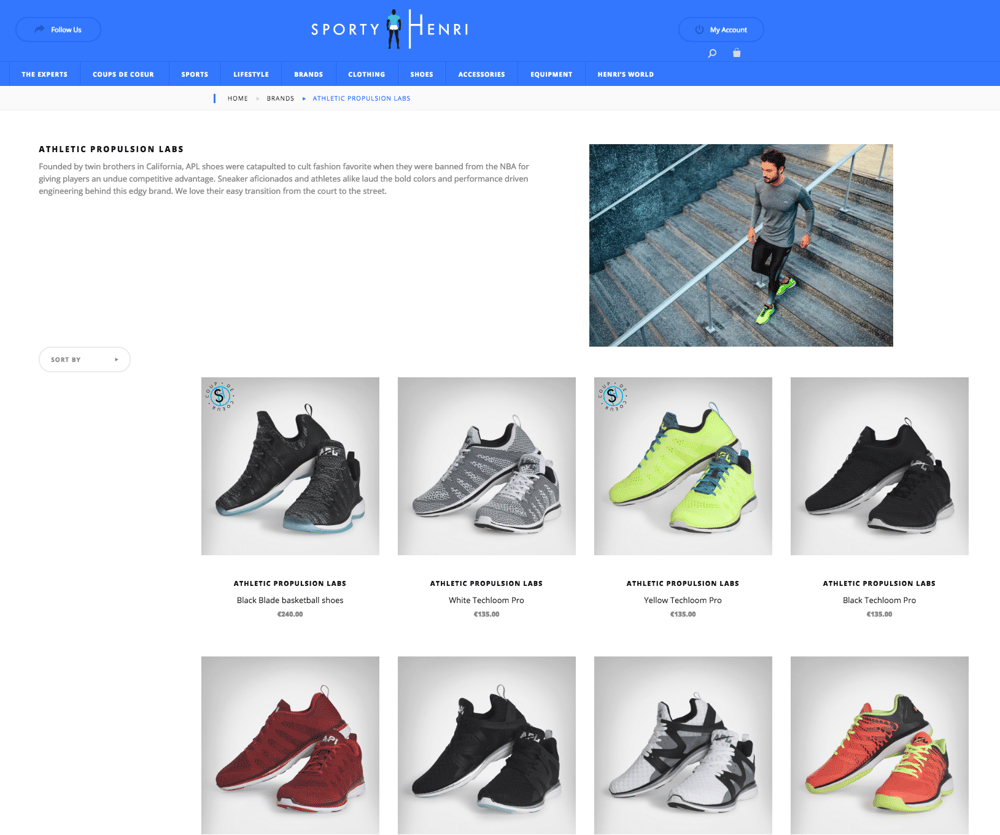 Follow Us
SPORTY HENRI
My Account
THE EXPERTS
COUPS DE COEUR
SPORTS
LIFESTYLE
BRANDS
CLOTHING
SHOES
ACCESSORIES
EQUIPMENT
HENRI'S WORLD
HOME
BRANDS
ATHLETIC PROPULSION LABS
ATHLETIC PROPULSION LABS
Founded by twin brothers in California, APL shoes were catapulted to cult fashion favorite when they were banned from the NBA for
giving players an undue competitive advantage. Sneaker aficionados and athletes alike laud the bold colors and performance driven
engineering behind this edgy brand. We love their easy transition from the court to the street.
SORT BY
COUP • DE • COEUR
APL
APL
COUP • DE • COEUR
APL
APL
ATHLETIC PROPULSION LABS
Black Blade basketball shoes
€240.00
ATHLETIC PROPULSION LABS
White Techloom Pro
€135.00
ATHLETIC PROPULSION LABS
Yellow Techloom Pro
€135.00
ATHLETIC PROPULSION LABS
Black Techloom Pro
€135.00
APL
APL